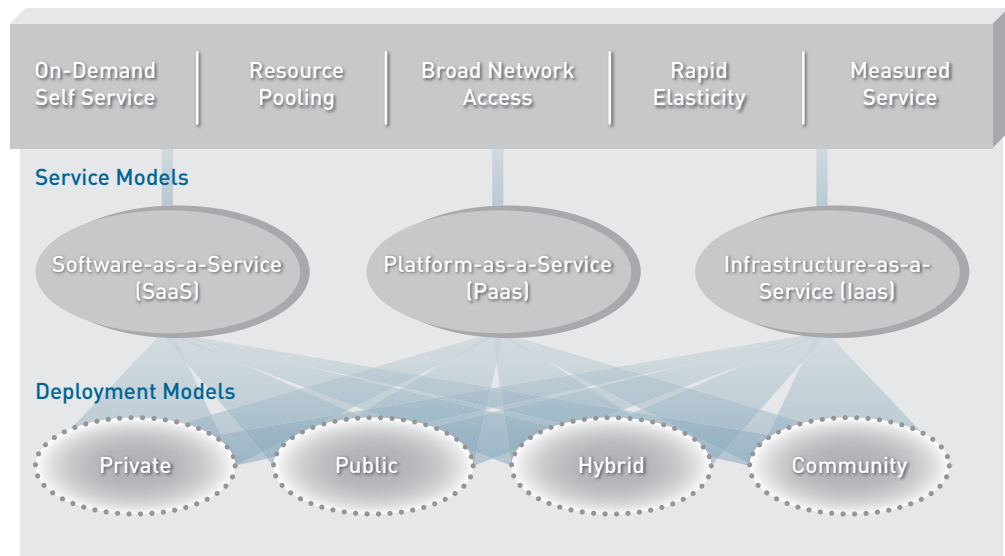 On-Demand
Self Service
Resource
Pooling
Broad Network
Access
Rapid
Elasticity
Measured
Service
Service Models
Software-as-a-Service
(SaaS)
Platform-as-a-Service
(Paas)
Infrastructure-as-a-
Service (Iaas)
Deployment Models
Private
Public
Hybrid
Community